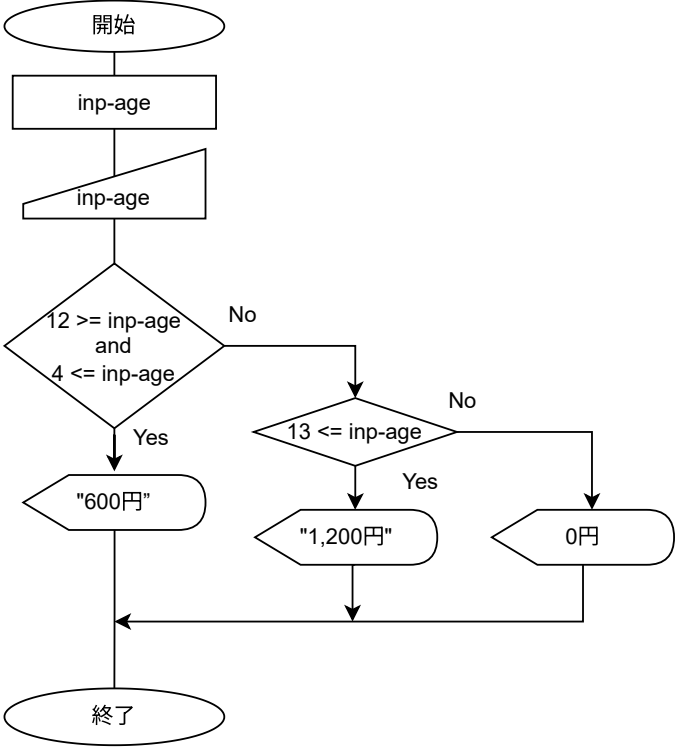 開始
inp-age
inp-age
12 >= inp-age
and
4 <= inp-age
No
Yes
13 <= inp-age
No
Yes
"600円”
"1,200円"
0円
終了